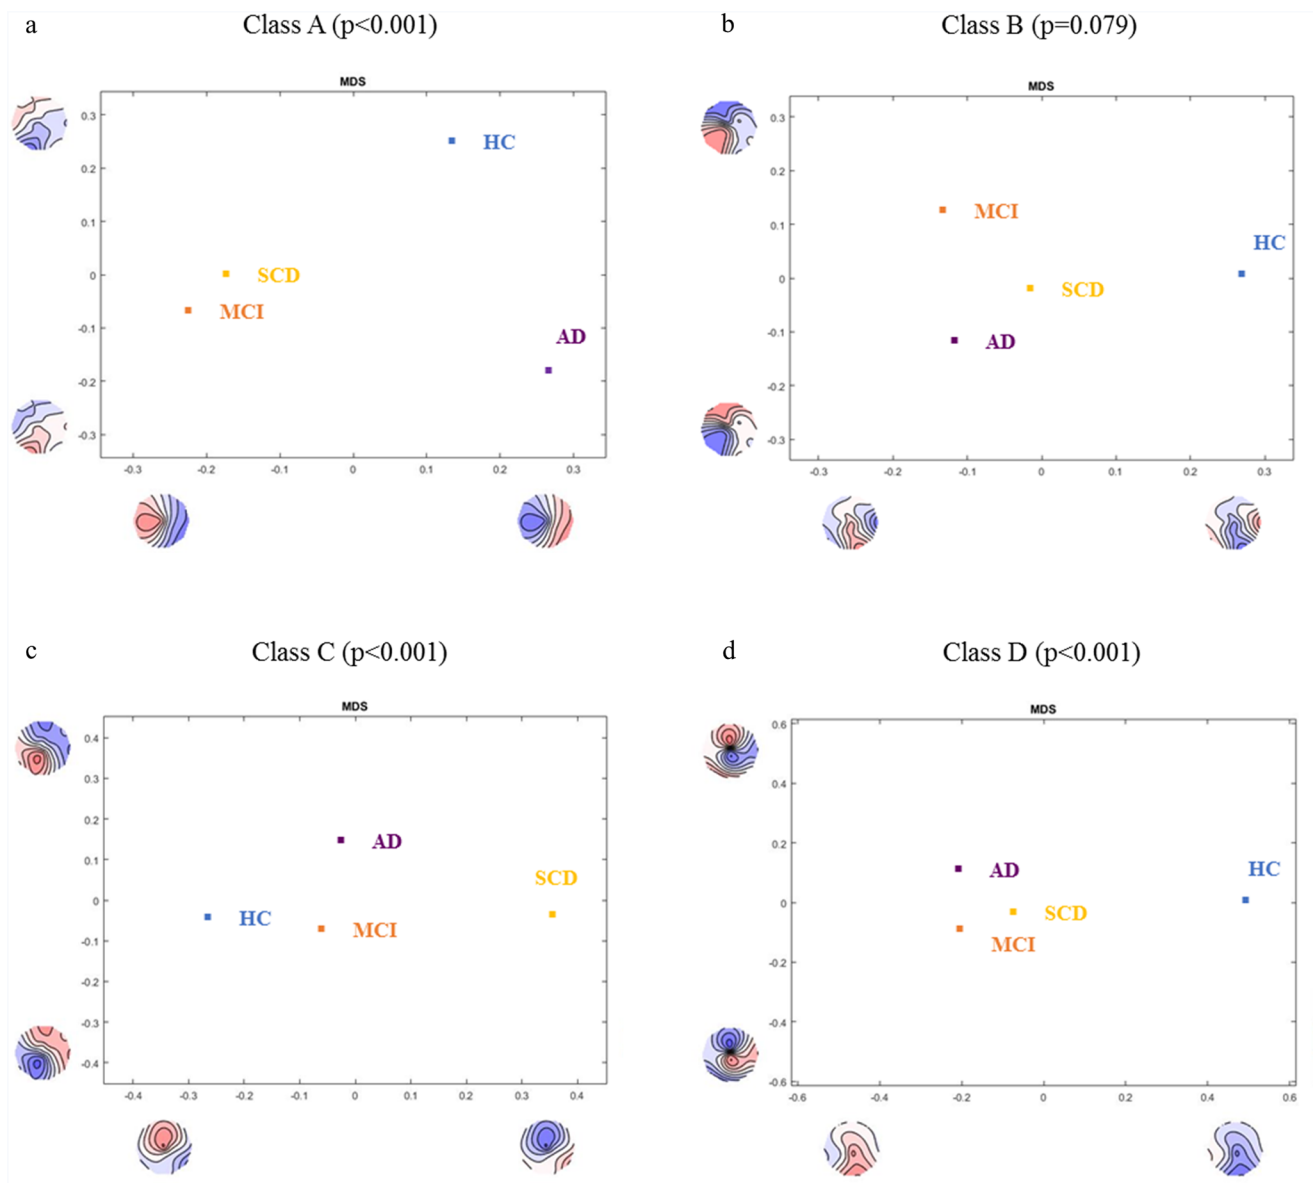 a
Class A (p<0.001)
MDS
0.3
0.2
0.1
0
-0.1
-0.2
-0.3
HC
SCD
MCI
AD
-0.3
-0.2
-0.1
0
0.1
0.2
0.3
b
Class B (p=0.079)
MDS
0.3
0.2
0.1
0
-0.1
-0.2
-0.3
MCI
HC
SCD
AD
-0.3
-0.2
-0.1
0
0.1
0.2
0.3
c
Class C (p<0.001)
MDS
0.4
0.3
0.2
0.1
0
-0.1
-0.2
-0.3
-0.4
AD
SCD
HC
MCI
-0.4
-0.3
-0.2
-0.1
0
0.1
0.2
0.3
0.4
d
Class D (p<0.001)
MDS
0.6
0.4
0.2
0
-0.2
-0.4
-0.6
AD
HC
SCD
MCI
-0.6
-0.4
-0.2
0
0.2
0.4
0.6